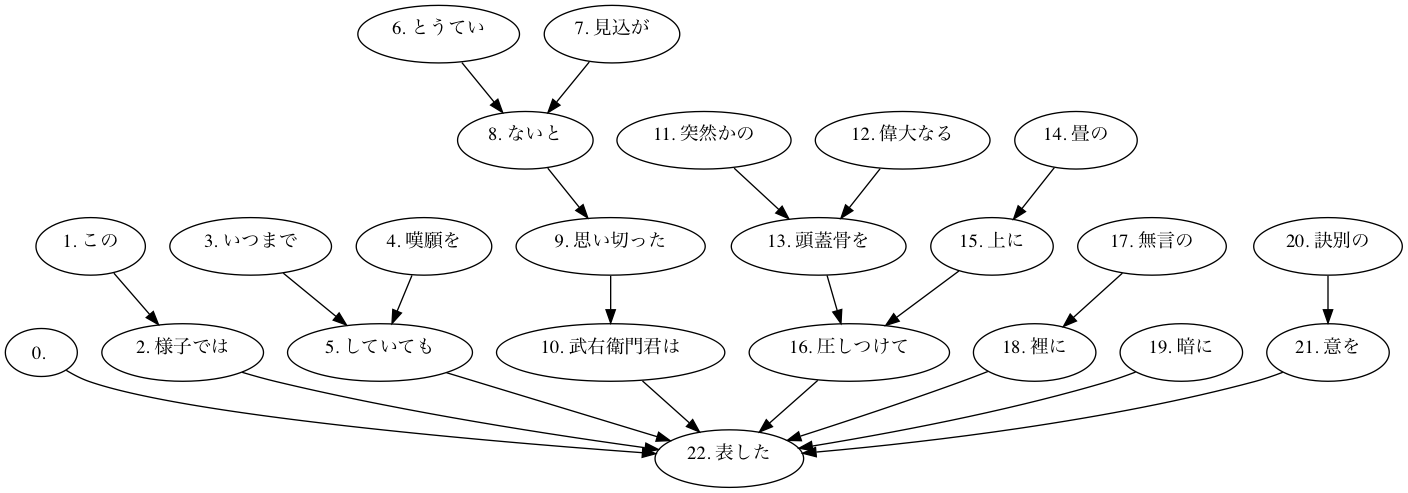 6. とうてい
7. 見込が
8. ないと
11. 突然かの
12. 偉大なる
14. 畳の
1. この
3. いつまで
4. 嘆願を
9. 思い切った
13. 頭蓋骨を
15. 上に
17. 無言の
20. 訣別の
0.
2. 様子では
5. していても
10. 武右衛門君は
16. 圧しつけて
18. 裡に
19. 暗に
21. 意を
22. 表した